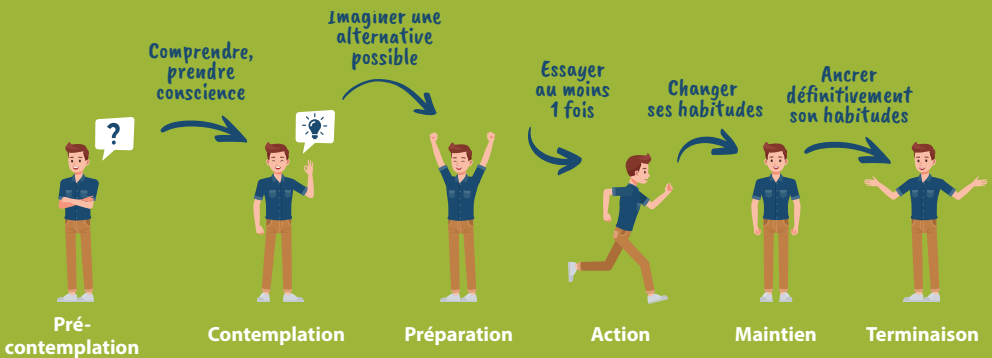 Imaginer une
alternative
possible
Comprendre,
prendre
conscience
Essayer
au moins
1 fois
Changer
ses habitudes
Ancrer
définitivement
son habitudes
?
Pré-
contemplation
Contemplation
Préparation
Action
Maintien
Terminaison